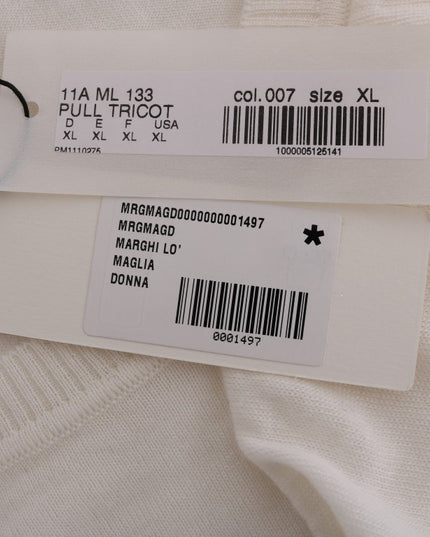 11A ML 133
PULL TRICOT
D E F USA
XL XL XL XL
PM1110275
col.007 size XL
1000005125141
MRGMAGD0000000001497
MRGMAGD
MARGHI LO'
MAGLIA
DONNA
*
0001497